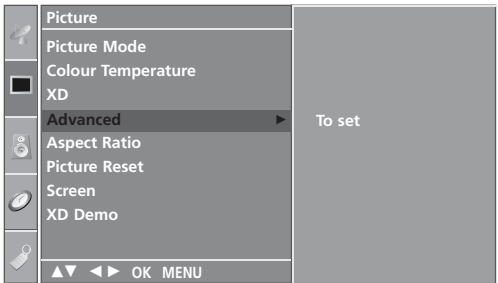 Picture
Picture Mode
Colour Temperature
XD
Advanced ► To set
Aspect Ratio
Picture Reset
Screen
XD Demo
▲▼ ◄► OK MENU